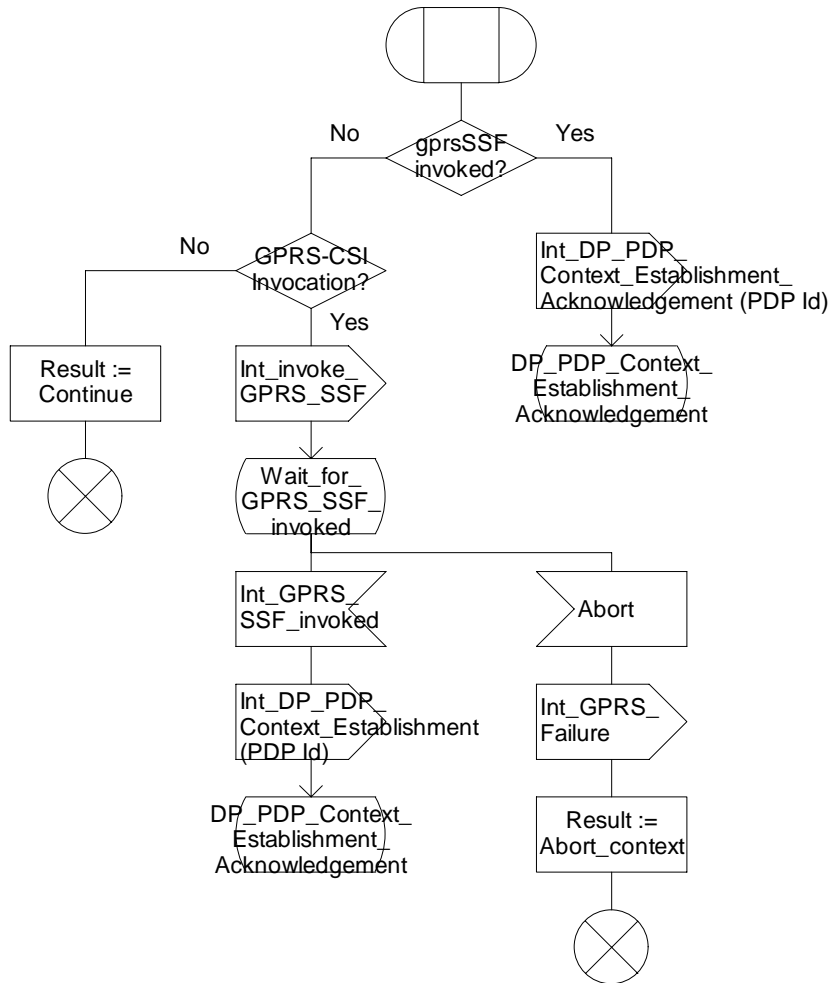 No
gprsSSF
invoked?
Yes
No
GPRS-CSI
Invocation?
Yes
Int_DP_PDP_
Context_Establishment_
Acknowledgement (PDP Id)
Result :=
Continue
Int_invoke_
GPRS_SSF
DP_PDP_Context_
Establishment_
Acknowledgement
Wait_for_
GPRS_SSF_
invoked
Int_GPRS_
SSF_invoked
Abort
Int_DP_PDP_
Context_Establishment
(PDP Id)
Int_GPRS_
Failure
DP_PDP_Context_
Establishment_
Acknowledgement
Result :=
Abort_context